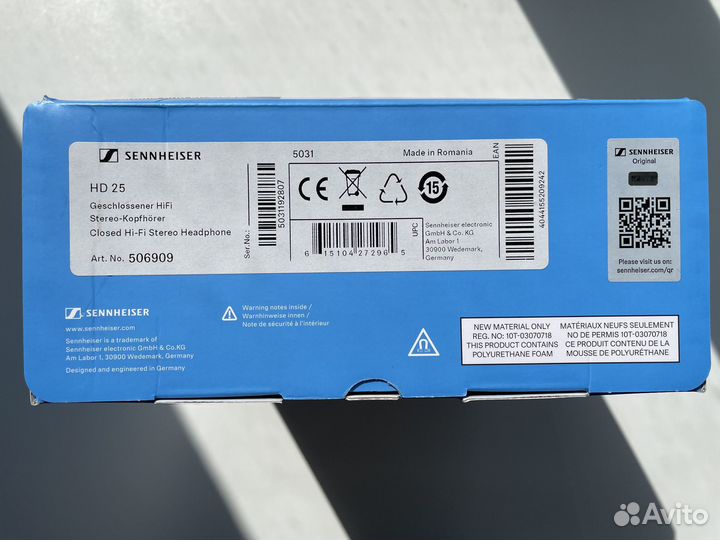 SENNHEISER
HD 25
Geschlossener HiFi
Stereo-Kopfhörer
Closed Hi-Fi Stereo Headphone
Art. No. 506909
Ser.No.:
5031192807
5031
Made in Romania
CE
15
6 15104 27296 5
UPC
Sennheiser electronic
GmbH & Co. KG
Am Labor 1
30900 Wedemark,
Germany
EAN
4044155209242
SENNHEISER
Original
Please visit us on:
sennheiser.com/qr
SENNHEISER
www.sennheiser.com
Sennheiser is a trademark of
Sennheiser electronic GmbH & Co.KG
Am Labor 1, 30900 Wedemark, Germany
Designed and engineered in Germany
Warning notes inside /
Warnhinweise innen /
Note de sécurité à l'intérieur
NEW MATERIAL ONLY
REG. NO: 10T-03070718
THIS PRODUCT CONTAINS
POLYURETHANE FOAM
MATÉRIAUX NEUFS SEULEMENT
NO DE PERMIS 10T-03070718
CE PRODUIT CONTENU DE LA
MOUSSE DE POLYURÉTHANE
Avito